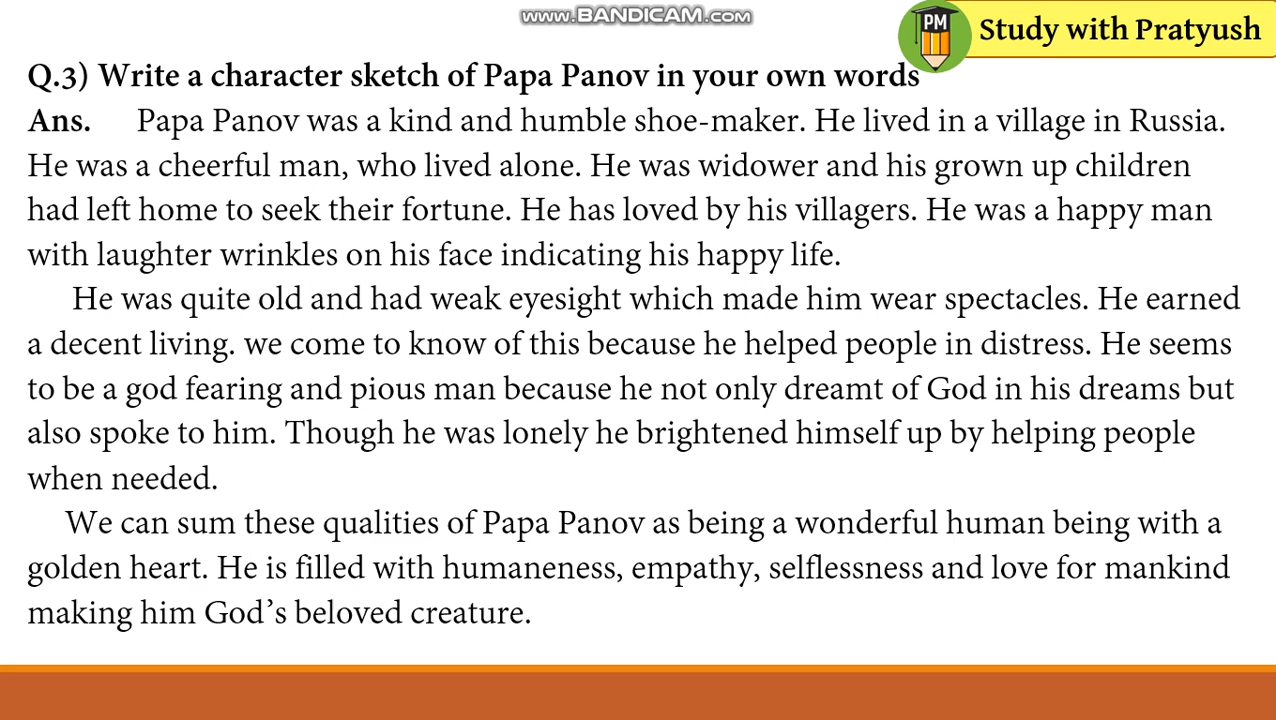 www.BANDICAM.com
PM
Study with Pratyush
Q.3) Write a character sketch of Papa Panov in your own words
Ans. Papa Panov was a kind and humble shoe-maker. He lived in a village in Russia.
He was a cheerful man, who lived alone. He was widower and his grown up children
had left home to seek their fortune. He has loved by his villagers. He was a happy man
with laughter wrinkles on his face indicating his happy life.
He was quite old and had weak eyesight which made him wear spectacles. He earned
a decent living. we come to know of this because he helped people in distress. He seems
to be a god fearing and pious man because he not only dreamt of God in his dreams but
also spoke to him. Though he was lonely he brightened himself up by helping people
when needed.
We can sum these qualities of Papa Panov as being a wonderful human being with a
golden heart. He is filled with humaneness, empathy, selflessness and love for mankind
making him God’s beloved creature.